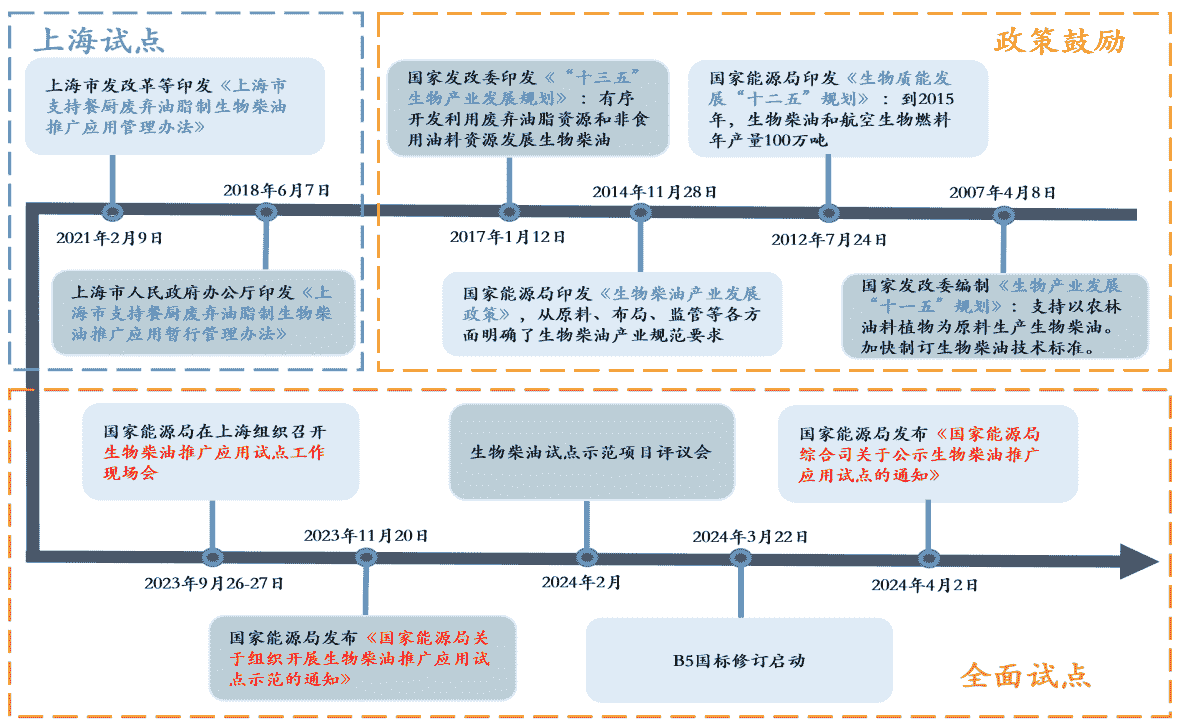 上海试点
政策鼓励
上海市发改革等印发《上海市
支持餐厨废弃油脂制生物柴油
推广应用管理办法》
国家发改委印发《“十三五”
生物产业发展规划》：有序
开发利用废弃油脂资源和非食
用油料资源发展生物柴油
国家能源局印发《生物质能发
展“十二五”规划》：到2015
年，生物柴油和航空生物燃料
年产量100万吨
2018年6月7日
2014年11月28日
2007年4月8日
2021年2月9日
2017年1月12日
2012年7月24日
上海市人民政府办公厅印发《上
海市支持餐厨废弃油脂制生物柴
油推广应用暂行管理办法》
国家能源局印发《生物柴油产业发展
政策》，从原料、布局、监管等各方
面明确了生物柴油产业规范要求
国家发改委编制《生物产业发展
“十一五”规划》：支持以农林
油料植物为原料生产生物柴油。
加快制订生物柴油技术标准。
国家能源局在上海组织召开
生物柴油推广应用试点工作
现场会
生物柴油试点示范项目评议会
国家能源局发布《国家能源局
综合司关于公示生物柴油推广
应用试点的通知》
2023年11月20日
2024年3月22日
2023年9月26-27日
2024年2月
2024年4月2日
国家能源局发布《国家能源局关
于组织开展生物柴油推广应用试
点示范的通知》
B5国标修订启动
全面试点